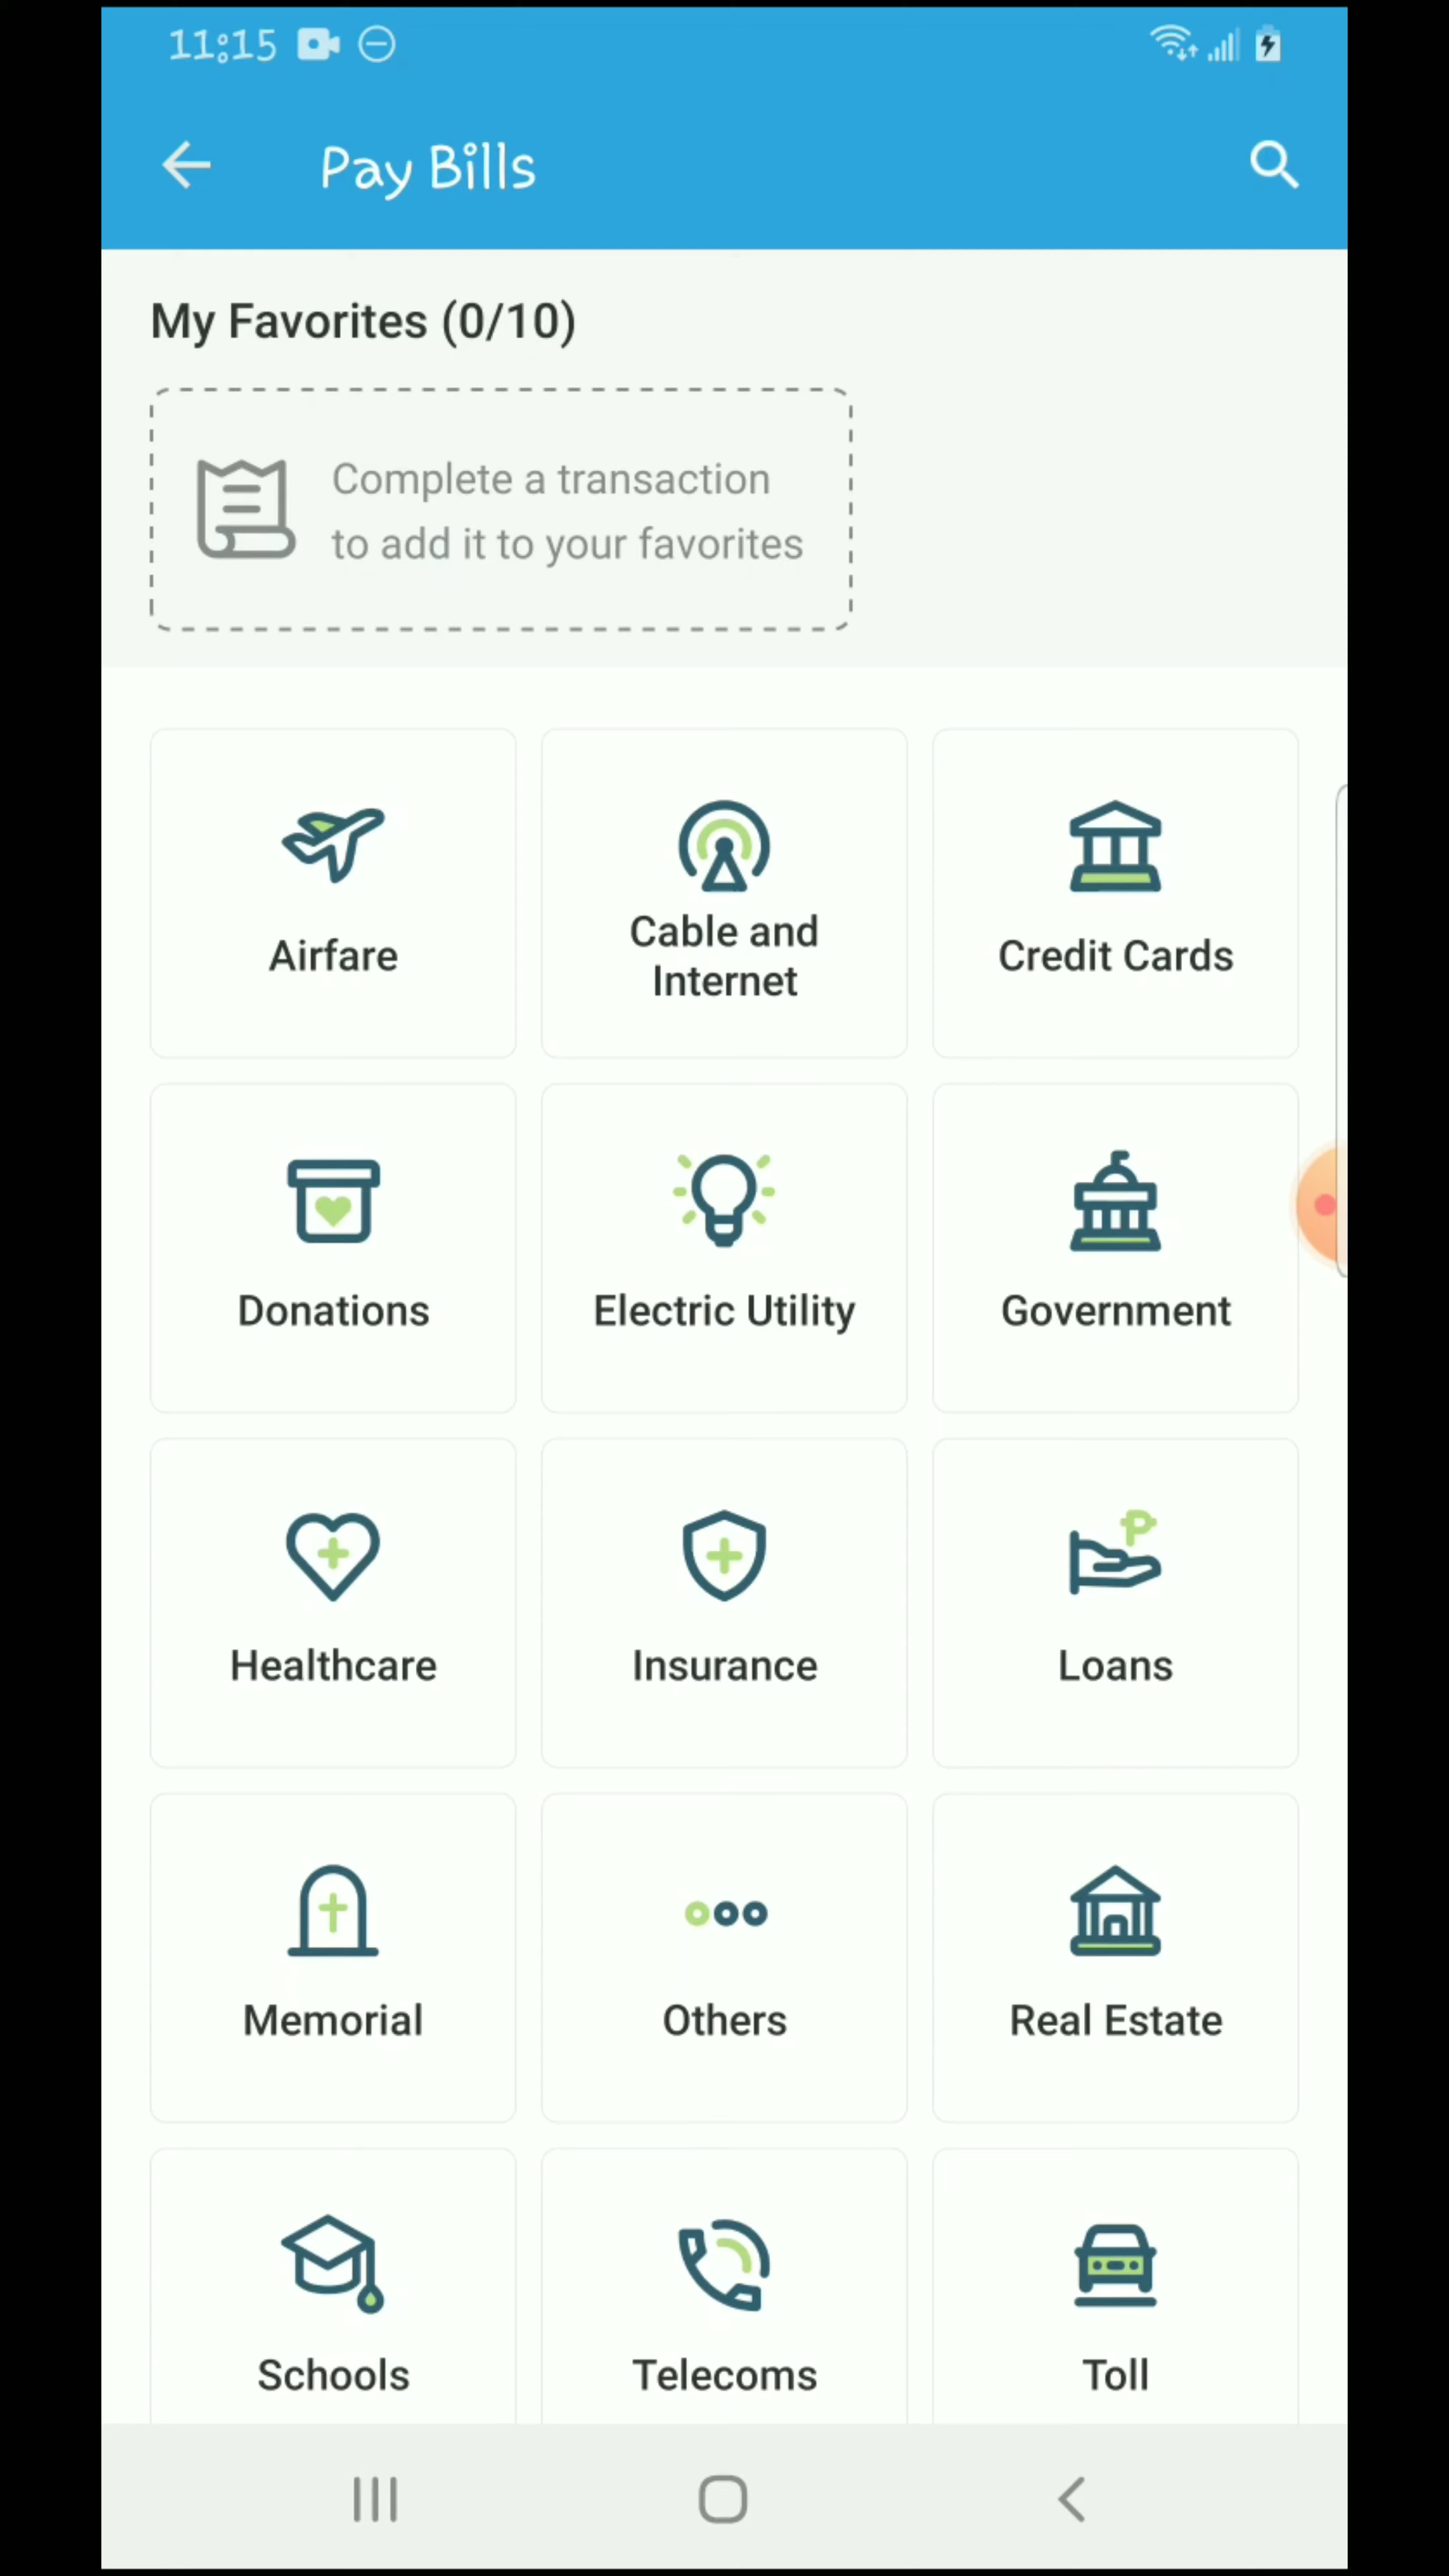 11:15
Pay Bills
My Favorites (0/10)
Complete a transaction
to add it to your favorites
Airfare
Cable and
Internet
Credit Cards
Donations
Electric Utility
Government
Healthcare
Insurance
Loans
Memorial
Others
Real Estate
Schools
Telecoms
Toll